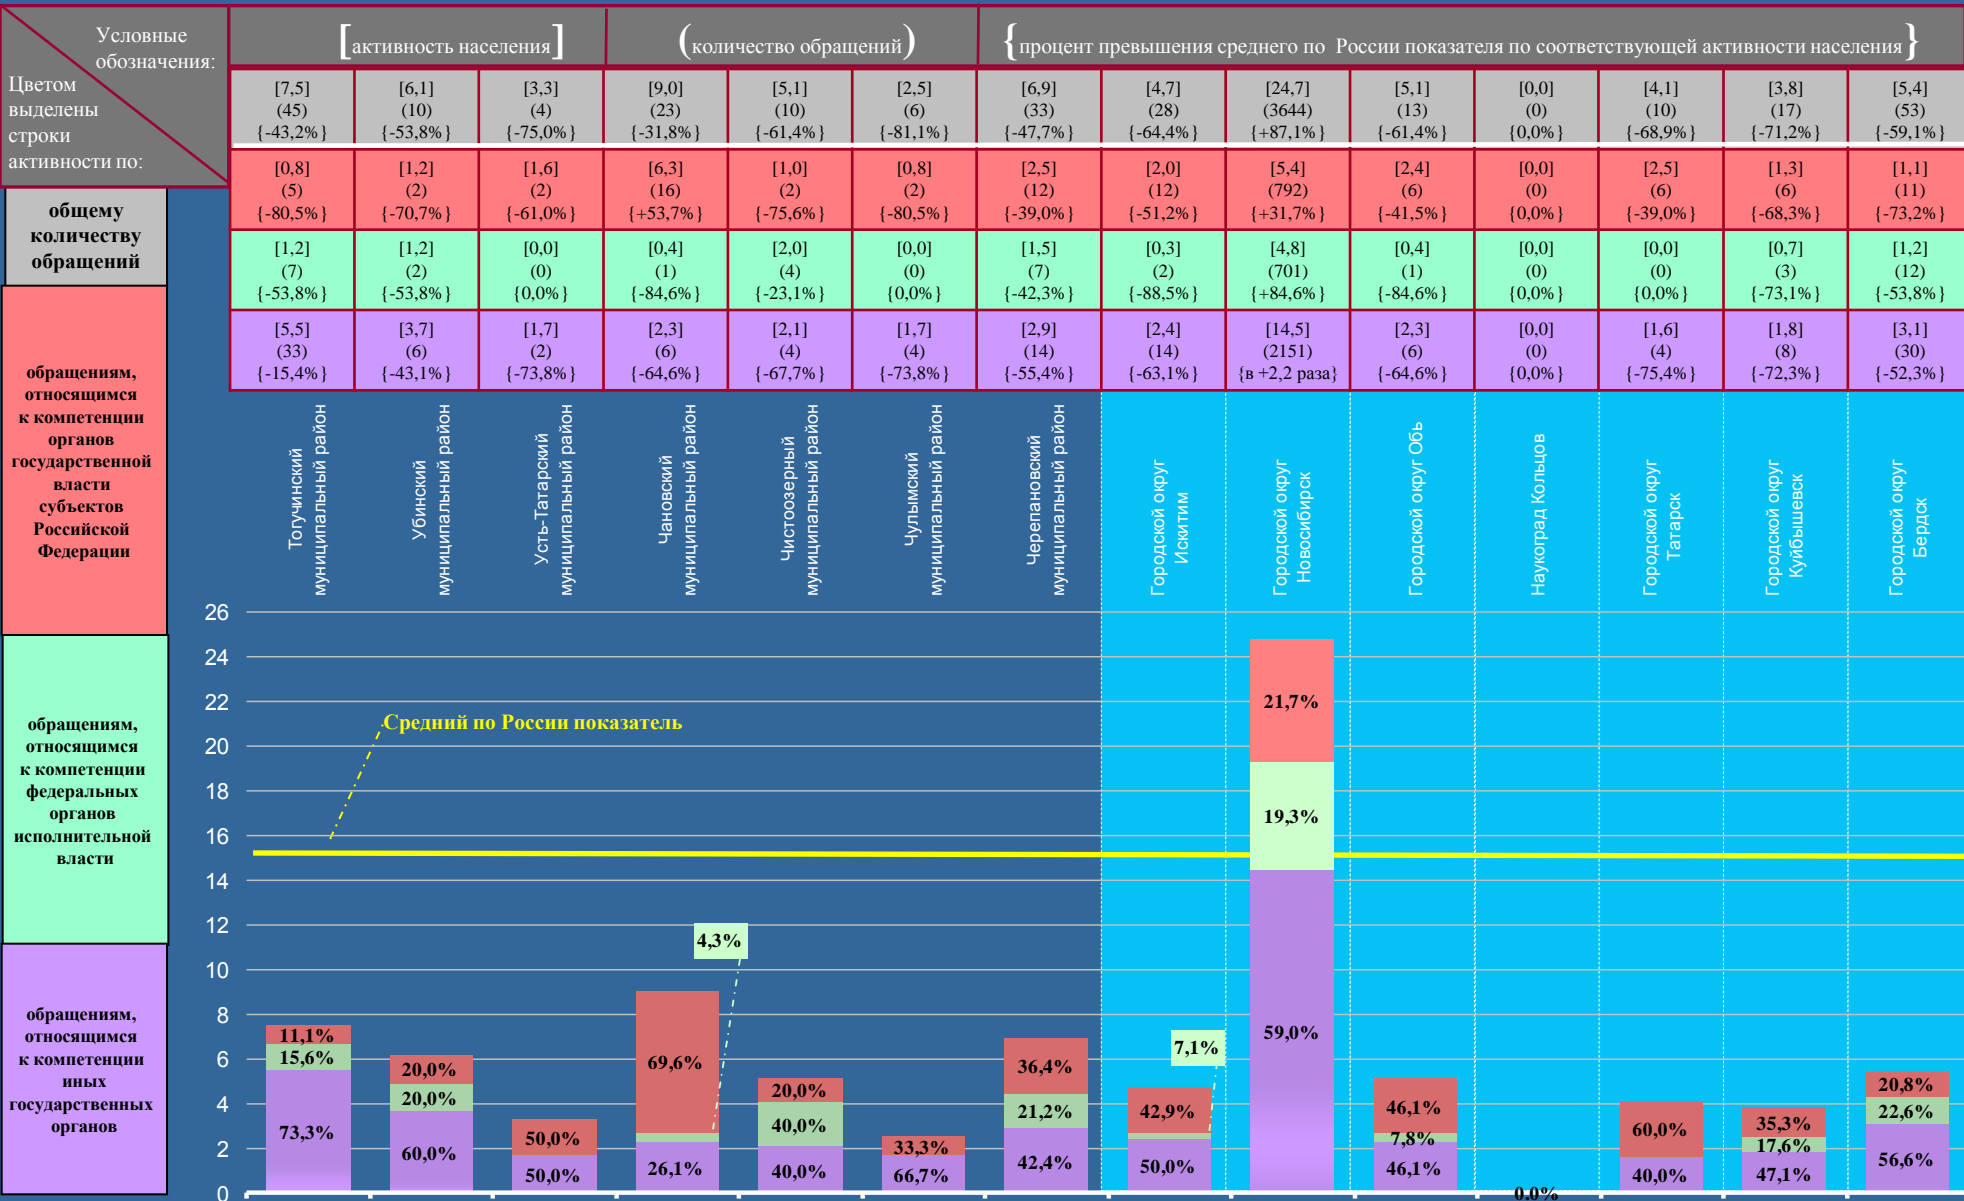 Условные
обозначения:
Цветом
выделены
строки
активности по:
[активность населения]
(количество обращений)
{процент превышения среднего по России показателя по соответствующей активности населения}
[7,5] [6,1] [3,3] [9,0] [5,1] [2,5] [6,9] [4,7] [24,7] [5,1] [0,0] [4,1] [3,8] [5,4]
(45) (10) (4) (23) (10) (6) (33) (28) (3644) (13) (0) (10) (17) (53)
{-43,2%} {-53,8%} {-75,0%} {-31,8%} {-61,4%} {-81,1%} {-47,7%} {-64,4%} {+87,1%} {-61,4%} {0,0%} {-68,9%} {-71,2%} {-59,1%}
[0,8] [1,2] [1,6] [6,3] [1,0] [0,8] [2,5] [2,0] [5,4] [2,4] [0,0] [2,5] [1,3] [1,1]
(5) (2) (2) (16) (2) (2) (12) (12) (792) (6) (0) (6) (6) (11)
{-80,5%} {-70,7%} {-61,0%} {+53,7%} {-75,6%} {-80,5%} {-39,0%} {-51,2%} {+31,7%} {-41,5%} {0,0%} {-39,0%} {-68,3%} {-73,2%}
[1,2] [1,2] [0,0] [0,4] [2,0] [0,0] [1,5] [0,3] [4,8] [0,4] [0,0] [0,0] [0,7] [1,2]
(7) (2) (0) (1) (4) (0) (7) (2) (701) (1) (0) (0) (3) (12)
{-53,8%} {-53,8%} {0,0%} {-84,6%} {-23,1%} {0,0%} {-42,3%} {-88,5%} {+84,6%} {-84,6%} {0,0%} {0,0%} {-73,1%} {-53,8%}
[5,5] [3,7] [1,7] [2,3] [2,1] [1,7] [2,9] [2,4] [14,5] [2,3] [0,0] [1,6] [1,8] [3,1]
(33) (6) (2) (6) (4) (4) (14) (14) (2151) (6) (0) (4) (8) (30)
{-15,4%} {-43,1%} {-73,8%} {-64,6%} {-67,7%} {-73,8%} {-55,4%} {-63,1%} {в +2,2 раза} {-64,6%} {0,0%} {-75,4%} {-72,3%} {-52,3%}
общему
количеству
обращений
обращениям,
относящимся
к компетенции
органов
государственной
власти
субъектов
Российской
Федерации
обращениям,
относящимся
к компетенции
федеральных
органов
исполнительной
власти
обращениям,
относящимся
к компетенции
иных
государственных
органов
Тогучинский
муниципальный район
Убинский
муниципальный район
Усть-Татарский
муниципальный район
Чановский
муниципальный район
Чистоозерный
муниципальный район
Чулымский
муниципальный район
Черепановский
муниципальный район
Городской округ
Искитим
Городской округ
Новосибирск
Городской округ Обь
Наукоград Кольцов
Городской округ
Татарск
Городской округ
Куйбышевск
Городской округ
Бердск
26
24
22
20
18
16
14
12
10
8
6
4
2
0
Средний по России показатель
11,1%
15,6%
73,3%
20,0%
20,0%
60,0%
50,0%
50,0%
4,3%
69,6%
26,1%
20,0%
40,0%
40,0%
33,3%
66,7%
36,4%
21,2%
42,4%
7,1%
42,9%
50,0%
21,7%
19,3%
59,0%
46,1%
7,8%
46,1%
0,0%
60,0%
40,0%
35,3%
17,6%
47,1%
20,8%
22,6%
56,6%